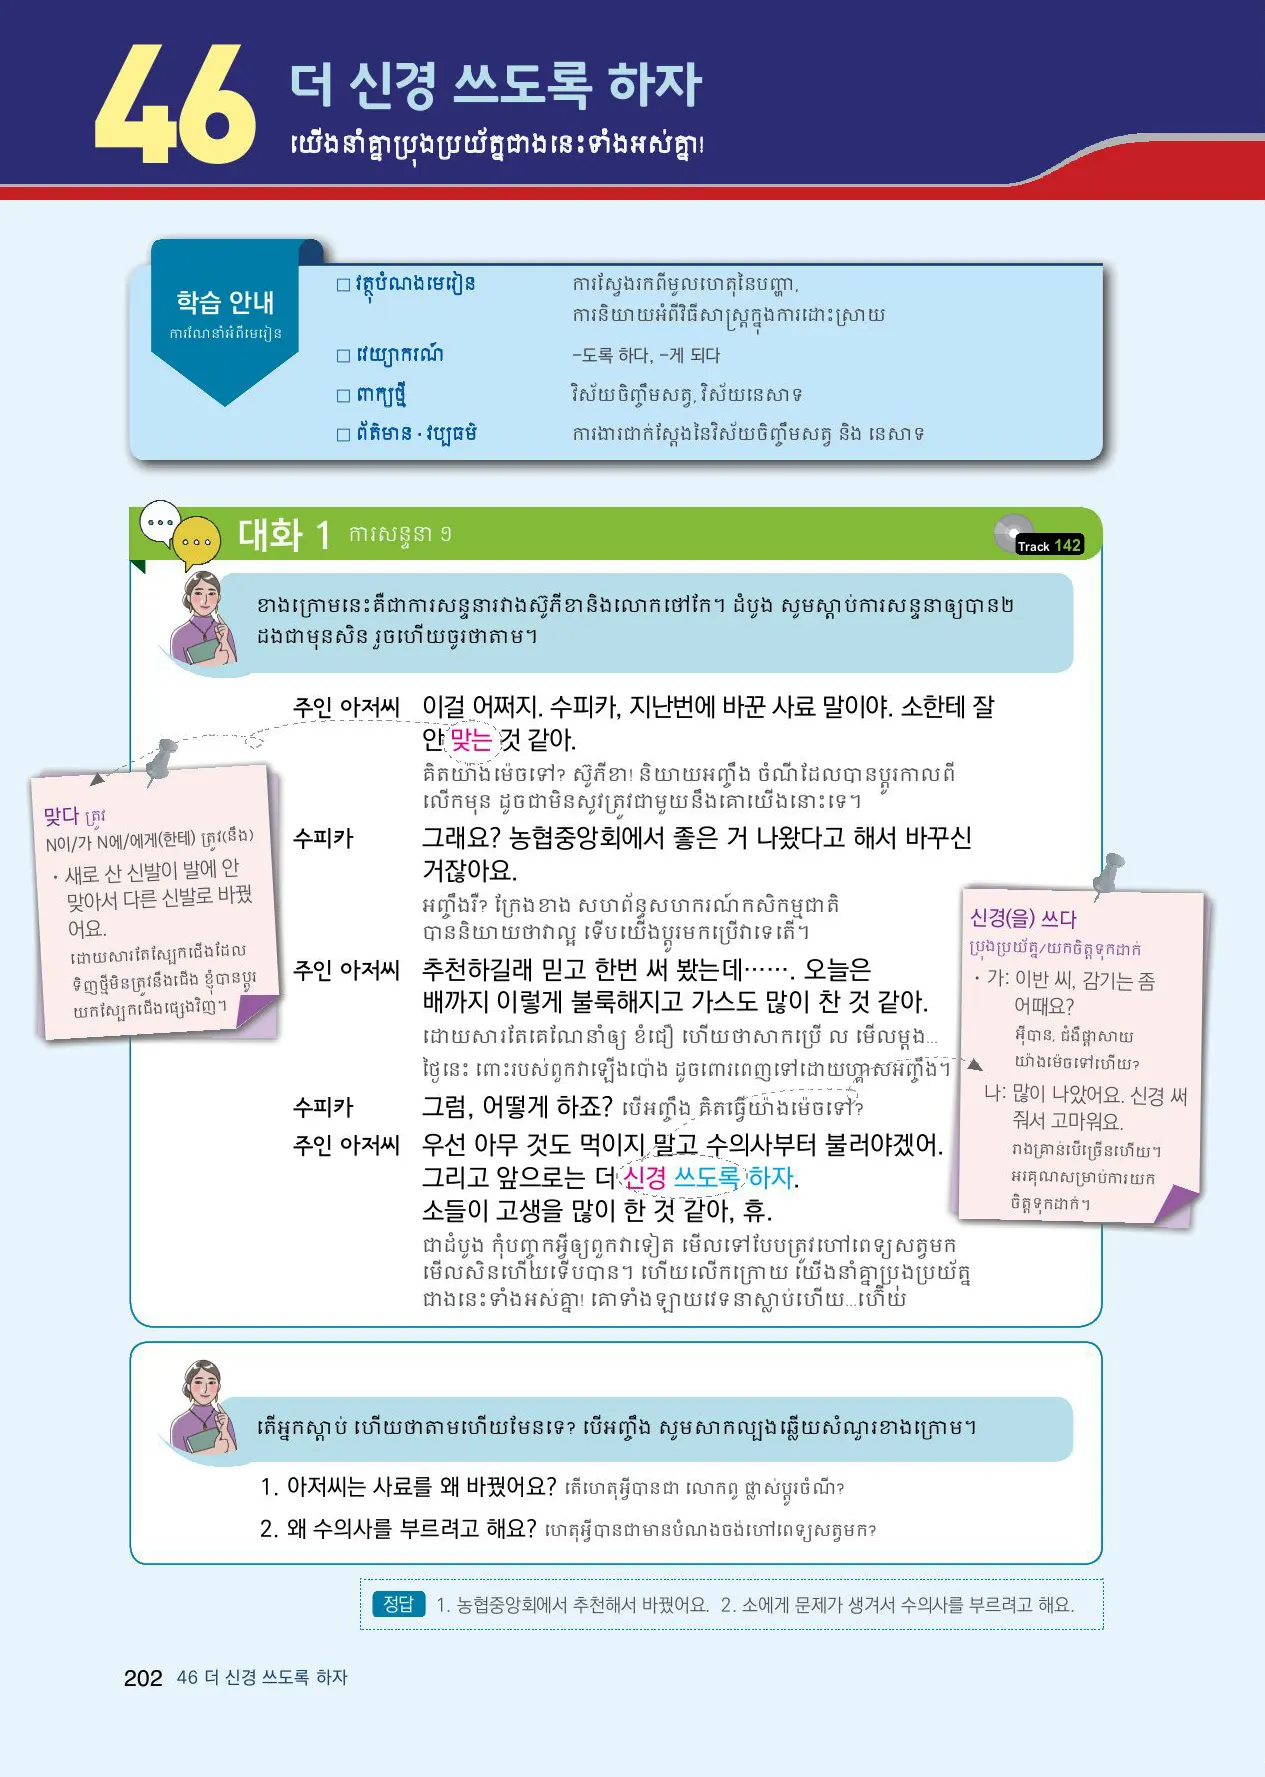 46
더 신경 쓰도록 하자
យើងនាំគ្នាប្រុងប្រយ័ត្នជាងនេះទាំងអស់គ្នា!
학습 안내
ការណែនាំអំពីមេរៀន
□ វត្ថុបំណងមេរៀន ការស្វែងរកពីមូលហេតុនៃបញ្ហា,
ការនិយាយអំពីវិធីសាស្ត្រក្នុងការដោះស្រាយ
□ វេយ្យាករណ៍ -도록 하다, -게 되다
□ ពាក្យថ្មី វិស័យចិញ្ចឹមសត្វ, វិស័យនេសាទ
□ ព័ត៌មាន · វប្បធម៌ ការងារជាក់ស្តែងនៃវិស័យចិញ្ចឹមសត្វ និង នេសាទ
대화 1 ការសន្ទនា ១
Track 142
ខាងក្រោមនេះគឺជាការសន្ទនារវាងស៊ូភីខានិងលោកថៅកែ។ ដំបូង សូមស្តាប់ការសន្ទនាឲ្យបាន២
ដងជាមុនសិន រួចហើយចូរថាតាម។
주인 아저씨 이걸 어쩌지. 수피카, 지난번에 바꾼 사료 말이야. 소한테 잘
안 맞는 것 같아.
គិតយ៉ាងម៉េចទៅ? ស៊ូភីខា! និយាយអញ្ចឹង ចំណីដែលបានប្តូរកាលពី
លើកមុន ដូចជាមិនសូវត្រូវជាមួយនឹងគោយើងនោះទេ។
수피카 그래요? 농협중앙회에서 좋은 거 나왔다고 해서 바꾸신
거잖아요.
អញ្ចឹងរឺ? ក្រែងខាង សហព័ន្ធសហករណ៍កសិកម្មជាតិ
បាននិយាយថាវាល្អ ទើបយើងប្តូរមកប្រើវាទេតើ។
주인 아저씨 추천하길래 믿고 한번 써 봤는데……. 오늘은
배까지 이렇게 불룩해지고 가스도 많이 찬 것 같아.
ដោយសារតែគេណែនាំឲ្យ ខំជឿ ហើយថាសាកប្រើ ល មើលម្តង...
ថ្ងៃនេះ ពោះរបស់ពួកវាឡើងប៉ោង ដូចពោរពេញទៅដោយហ្គាសអញ្ចឹង។
수피카 그럼, 어떻게 하죠? បើអញ្ចឹង គិតធ្វើយ៉ាងម៉េចទៅ?
주인 아저씨 우선 아무 것도 먹이지 말고 수의사부터 불러야겠어.
그리고 앞으로는 더 신경 쓰도록 하자.
소들이 고생을 많이 한 것 같아, 휴.
ជាដំបូង កុំបញ្ចុកអ្វីឲ្យពួកវាទៀត មើលទៅបែបត្រូវហៅពេទ្យសត្វមក
មើលសិនហើយទើបបាន។ ហើយលើកក្រោយ យើងនាំគ្នាប្រុងប្រយ័ត្ន
ជាងនេះទាំងអស់គ្នា! គោទាំងឡាយវេទនាស្លាប់ហើយ...ហ៊ើយ
맞다 ត្រូវ
N이/가 N에/에게(한테) ត្រូវ(នឹង)
· 새로 산 신발이 발에 안
맞아서 다른 신발로 바꿨
어요.
ដោយសារតែស្បែកជើងដែល
ទិញថ្មីមិនត្រូវនឹងជើង ខ្ញុំបានប្តូរ
យកស្បែកជើងផ្សេងវិញ។
신경(을) 쓰다
ប្រុងប្រយ័ត្ន/យកចិត្តទុកដាក់
· 가: 이반 씨, 감기는 좀
어때요?
អ៊ីបាន, ជំងឺផ្តាសាយ
យ៉ាងម៉េចទៅហើយ?
나: 많이 나았어요. 신경 써
줘서 고마워요.
រាងគ្រាន់បើច្រើនហើយ។
អរគុណសម្រាប់ការយក
ចិត្តទុកដាក់។
តើអ្នកស្តាប់ ហើយថាតាមហើយមែនទេ? បើអញ្ចឹង សូមសាកល្បងឆ្លើយសំណួរខាងក្រោម។
1. 아저씨는 사료를 왜 바꿨어요? តើហេតុអ្វីបានជា លោកពូ ផ្លាស់ប្តូរចំណី?
2. 왜 수의사를 부르려고 해요? ហេតុអ្វីបានជាមានបំណងចង់ហៅពេទ្យសត្វមក?
정답 1. 농협중앙회에서 추천해서 바꿨어요. 2. 소에게 문제가 생겨서 수의사를 부르려고 해요.
202 46 더 신경 쓰도록 하자